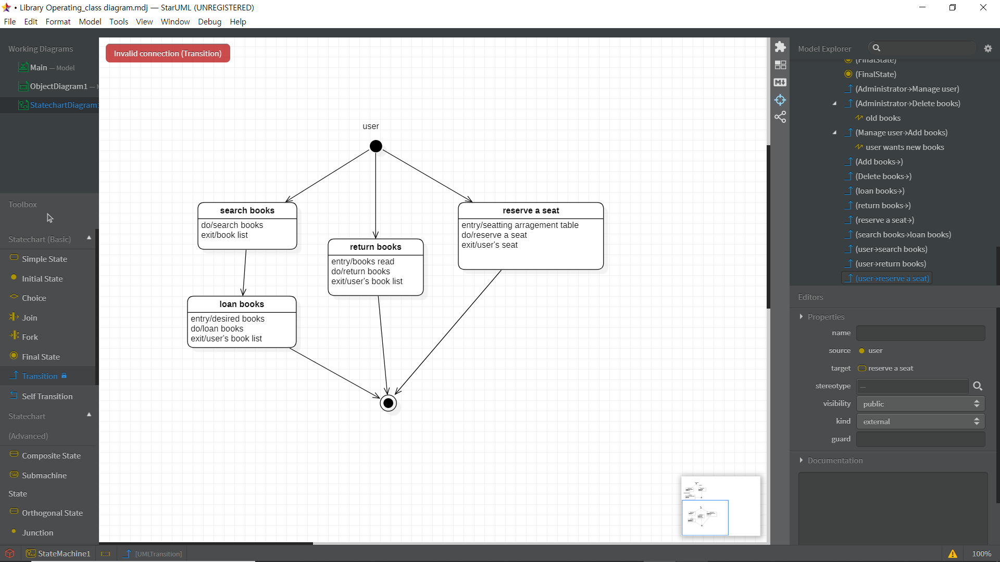 • Library Operating_class diagram.mdj — StarUML (UNREGISTERED)
File Edit Format Model Tools View Window Debug Help
Working Diagrams
Main — Model
ObjectDiagram1 —
StatechartDiagram1
Toolbox
Statechart (Basic)
Simple State
Initial State
Choice
Join
Fork
Final State
Transition
Self Transition
Statechart
(Advanced)
Composite State
Submachine
State
Orthogonal State
Junction
Invalid connection (Transition)
user
search books
do/search books
exit/book list
return books
entry/books read
do/return books
exit/user's book list
reserve a seat
entry/seatting arragement table
do/reserve a seat
exit/user's seat
loan books
entry/desired books
do/loan books
exit/user's book list
M
Model Explorer
(FinalState)
(FinalState)
(Administrator→Manage user)
(Administrator→Delete books)
old books
(Manage user→Add books)
user wants new books
(Add books→)
(Delete books→)
(loan books→)
(return books→)
(reserve a seat→)
(search books→loan books)
(user→search books)
(user→return books)
(user→reserve a seat)
Editors
Properties
name
source user
target reserve a seat
stereotype —
visibility public
kind external
guard
Documentation
StateMachine1
[UMLTransition]
100%